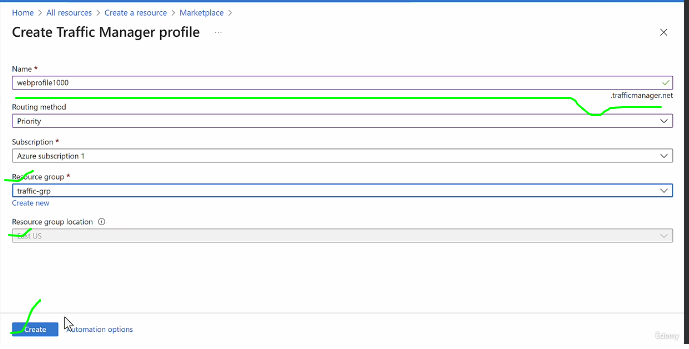 Home > All resources > Create a resource > Marketplace >
Create Traffic Manager profile ...
Name *
webprofile1000
.trafficmanager.net
Routing method
Priority
Subscription *
Azure subscription 1
Resource group *
traffic-grp
Create new
Resource group location
East US
Create
Automation options
Udemy